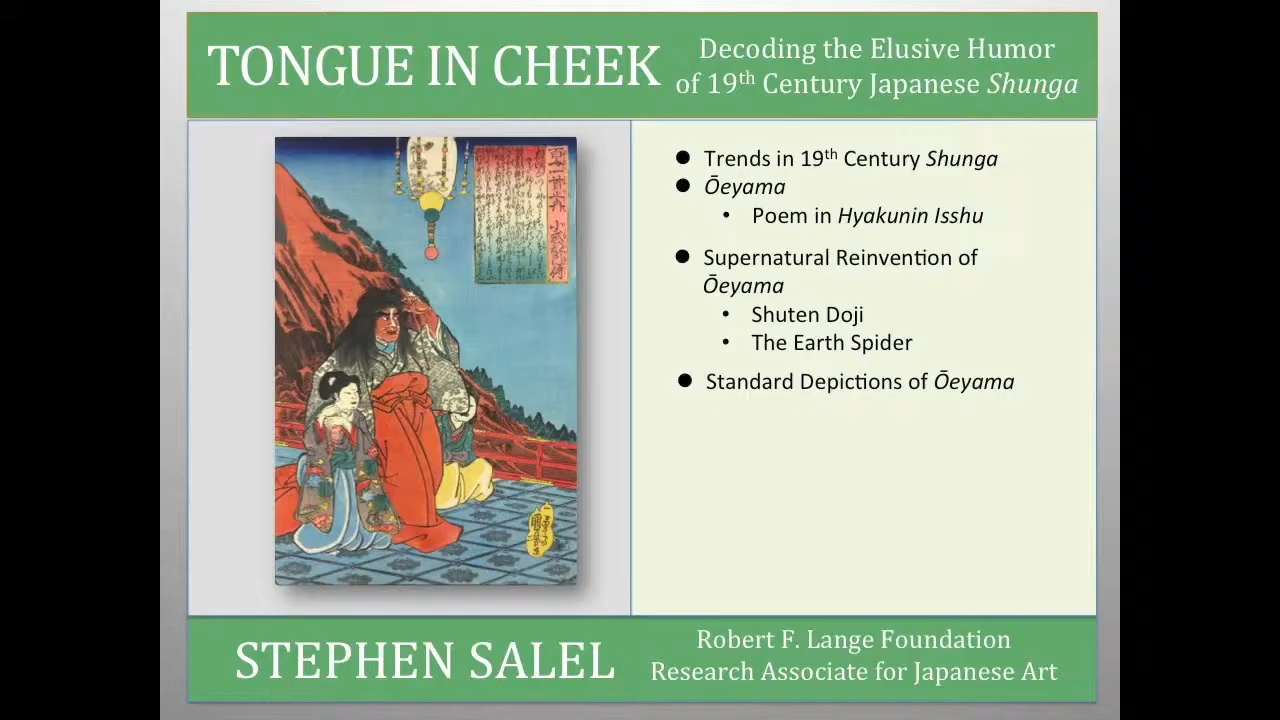 TONGUE IN CHEEK
Decoding the Elusive Humor
of 19th Century Japanese Shunga
● Trends in 19th Century Shunga
● Ōeyama
• Poem in Hyakunin Isshu
● Supernatural Reinvention of
Ōeyama
• Shuten Doji
• The Earth Spider
● Standard Depictions of Ōeyama
STEPHEN SALEL
Robert F. Lange Foundation
Research Associate for Japanese Art